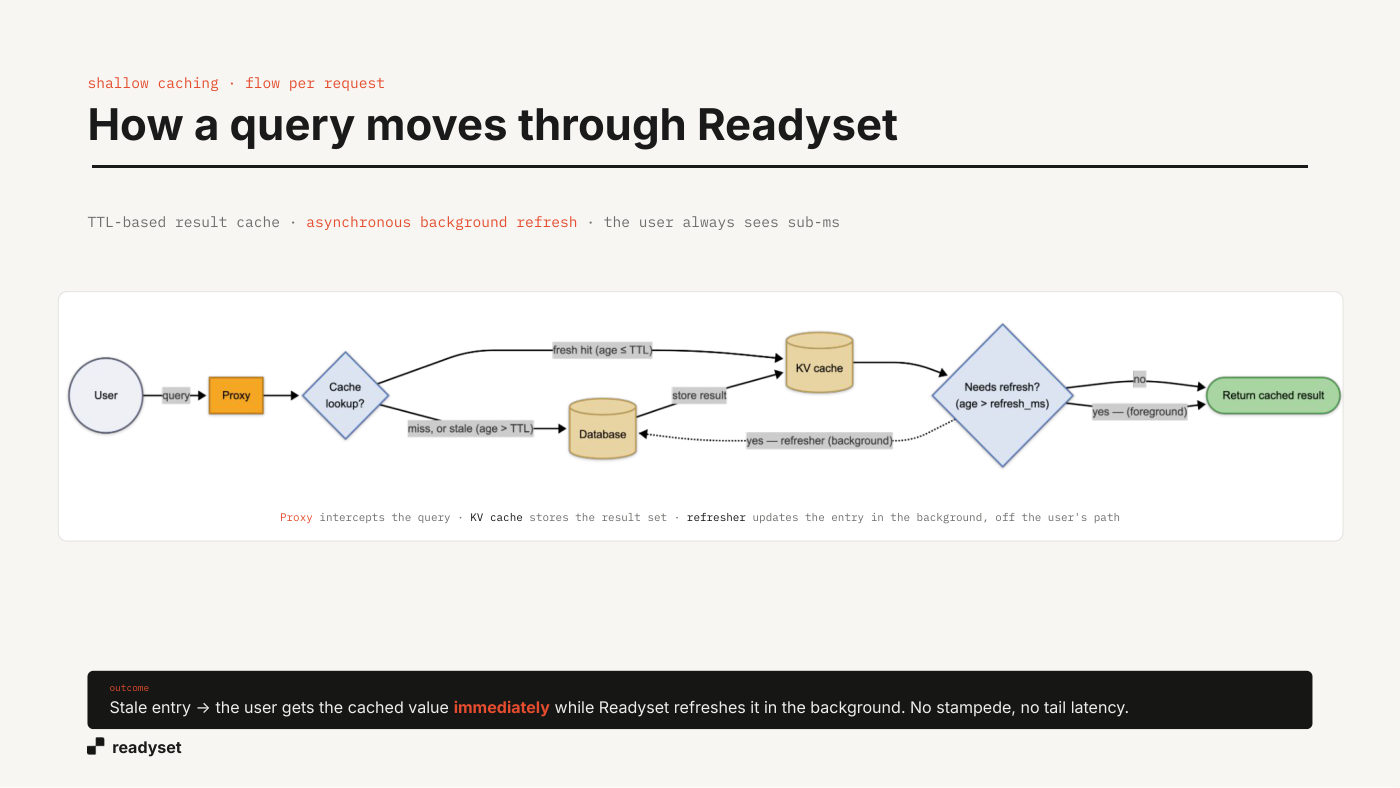 shallow caching · flow per request
How a query moves through Readyset
TTL-based result cache · asynchronous background refresh · the user always sees sub-ms
User
query
Proxy
Cache
lookup?
fresh hit (age ≤ TTL)
miss, or stale (age > TTL)
Database
store result
KV cache
yes — refresher (background)
Needs refresh?
(age > refresh_ms)
no
yes — (foreground)
Return cached result
Proxy intercepts the query · KV cache stores the result set · refresher updates the entry in the background, off the user's path
outcome
Stale entry → the user gets the cached value immediately while Readyset refreshes it in the background. No stampede, no tail latency.
readyset